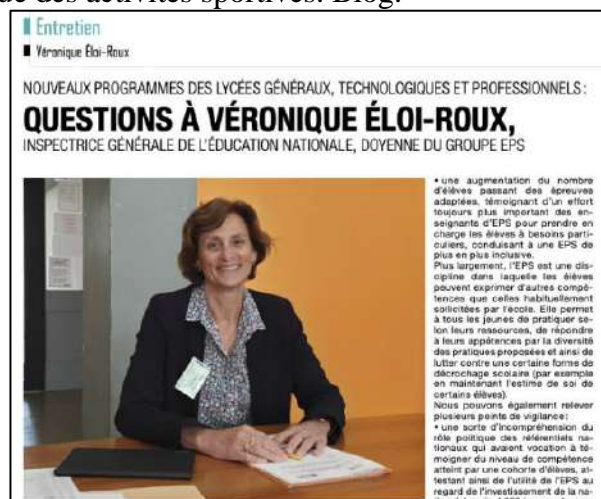 que des activités sportives. Blog.
Entretien
Véronique Éloi-Roux
NOUVEAUX PROGRAMMES DES LYCÉES GÉNÉRAUX, TECHNOLOGIQUES ET PROFESSIONNELS :
QUESTIONS À VÉRONIQUE ÉLOI-ROUX,
INSPECTRICE GÉNÉRALE DE L'ÉDUCATION NATIONALE, DOYENNE DU GROUPE EPS
• une augmentation du nombre
d'élèves passant des épreuves
adaptées, témoignant d'un effort
toujours plus important des en-
seignants d'EPS pour prendre en
charge les élèves à besoins parti-
culiers, conduisant à une EPS de
plus en plus inclusive.
Plus largement, l'EPS est une dis-
cipline dans laquelle les élèves
peuvent exprimer d'autres compé-
tences que celles habituellement
sollicitées par l'école. Elle permet
à tous les jeunes de pratiquer se-
lon leurs ressources, de répondre
à leurs appétences par la diversité
des pratiques proposées et ainsi de
lutter contre une certaine forme de
décrochage scolaire (par exemple
en maintenant l'estime de soi de
certains élèves).
Nous pouvons également relever
plusieurs points de vigilance :
• une sorte d'incompréhension du
rôle politique des référentiels na-
tionaux qui avaient vocation à té-
moigner du niveau de compétence
atteint par une cohorte d'élèves, at-
testant ainsi de l'utilité de l'EPS au
regard de l'investissement de la na-